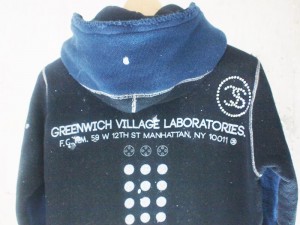 GREENWICH VILLAGE LABORATORIES.
59 W 12TH ST MANHATTAN, NY 10011